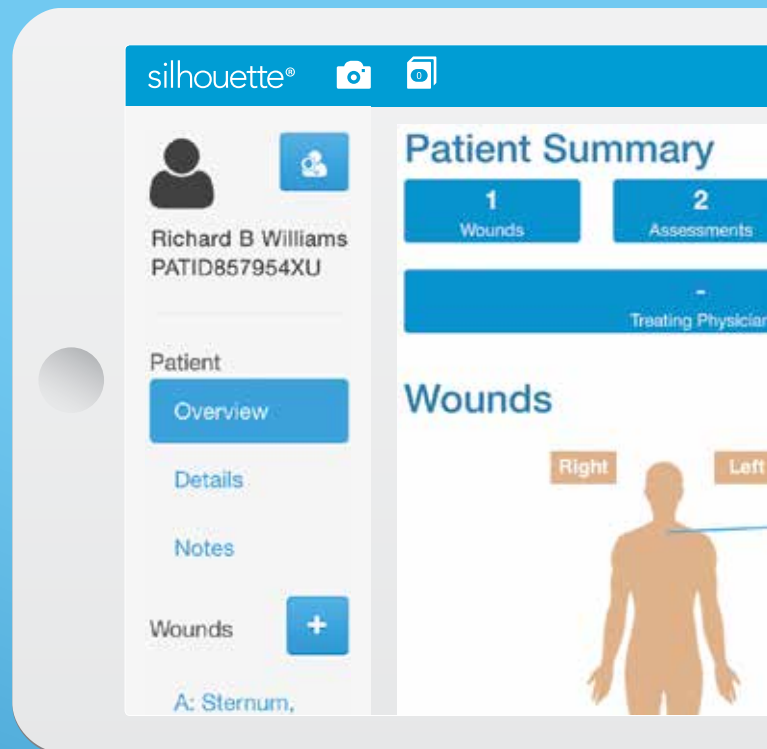 silhouette®
0
Richard B Williams
PATID857954XU
Patient
Overview
Details
Notes
Wounds
A: Sternum,
Patient Summary
1
Wounds
2
Assessments
-
Treating Physician
Wounds
Right
Left